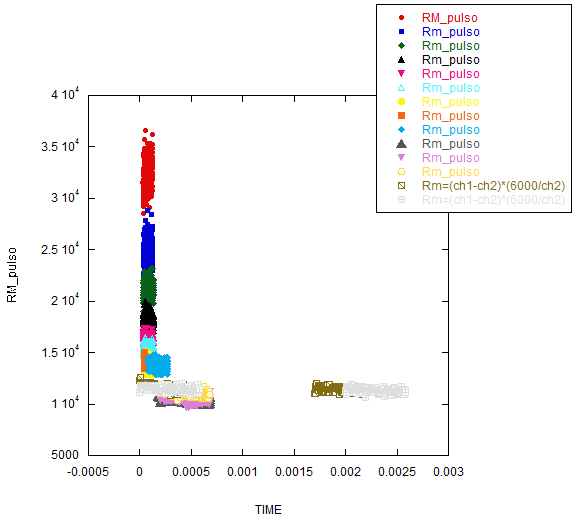 RM_pulso
Rm_pulso
Rm_pulso
Rm_pulso
Rm_pulso
Rm_pulso
Rm_pulso
Rm_pulso
Rm_pulso
Rm_pulso
Rm_pulso
Rm_pulso
Rm=(ch1-ch2)*(6000/ch2)
Rm=(ch1-ch2)*(6000/ch2)
4 10⁴
3.5 10⁴
3 10⁴
2.5 10⁴
2 10⁴
1.5 10⁴
1 10⁴
5000
RM_pulso
-0.0005 0 0.0005 0.001 0.0015 0.002 0.0025 0.003
TIME